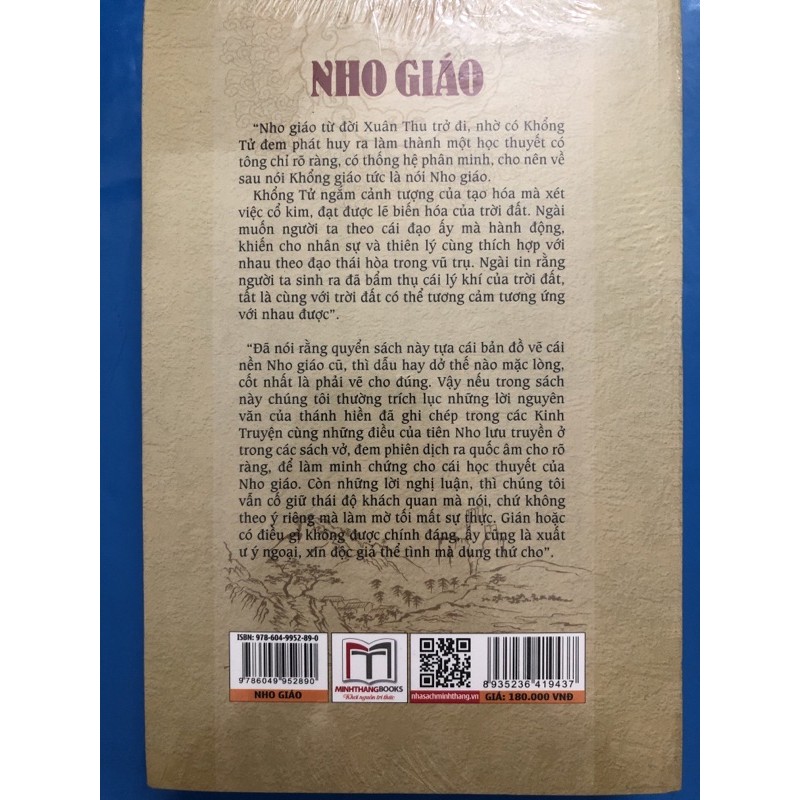 NHO GIÁO
“Nho giáo từ đời Xuân Thu trở đi, nhờ có Khổng
Tử đem phát huy ra làm thành một học thuyết có
tông chỉ rõ ràng, có thống hệ phân minh, cho nên về
sau nói Khổng giáo tức là nói Nho giáo.
Khổng Tử ngắm cảnh tượng của tạo hóa mà xét
việc cổ kim, đạt được lẽ biến hóa của trời đất. Ngài
muốn người ta theo cái đạo ấy mà hành động,
khiến cho nhân sự và thiên lý cùng thích hợp với
nhau theo đạo thái hòa trong vũ trụ. Ngài tin rằng
người ta sinh ra đã bẩm thụ cái lý khí của trời đất,
tất là cùng với trời đất có thể tương cảm tương ứng
với nhau được”.
“Đã nói rằng quyển sách này tựa cái bản đồ vẽ cái
nền Nho giáo cũ, thì dẫu hay dở thế nào mặc lòng,
cốt nhất là phải vẽ cho đúng. Vậy nếu trong sách
này chúng tôi thường trích lục những lời nguyên
văn của thánh hiền đã ghi chép trong các Kinh
Truyện cùng những điều của tiên Nho lưu truyền ở
trong các sách vở, đem phiên dịch ra quốc âm cho rõ
ràng, để làm minh chứng cho cái học thuyết của
Nho giáo. Còn những lời nghị luận, thì chúng tôi
vẫn cố giữ thái độ khách quan mà nói, chứ không
theo ý riêng mà làm mờ tối mất sự thực. Gián hoặc
có điều gì không được chính đáng, ấy cũng là xuất
ư ý ngoại, xin độc giả thể tình mà dung thứ cho”.
ISBN: 978-604-9952-89-0
9 786049 952890
NHO GIÁO
MINHTHANGBOOKS
Khơi nguồn tri thức
nhasachminhthang.vn
8 935236 419437
GIÁ: 180.000 VNĐ